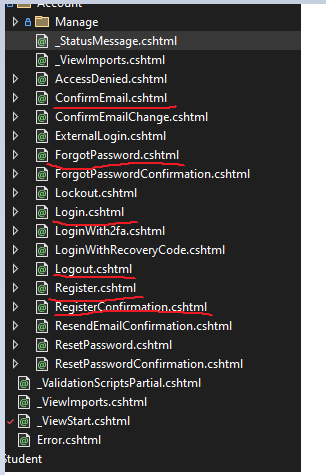 Account
Manage
_StatusMessage.cshtml
_ViewImports.cshtml
AccessDenied.cshtml
ConfirmEmail.cshtml
ConfirmEmailChange.cshtml
ExternalLogin.cshtml
ForgotPassword.cshtml
ForgotPasswordConfirmation.cshtml
Lockout.cshtml
Login.cshtml
LoginWith2fa.cshtml
LoginWithRecoveryCode.cshtml
Logout.cshtml
Register.cshtml
RegisterConfirmation.cshtml
ResendEmailConfirmation.cshtml
ResetPassword.cshtml
ResetPasswordConfirmation.cshtml
_ValidationScriptsPartial.cshtml
_ViewImports.cshtml
_ViewStart.cshtml
Error.cshtml
Student